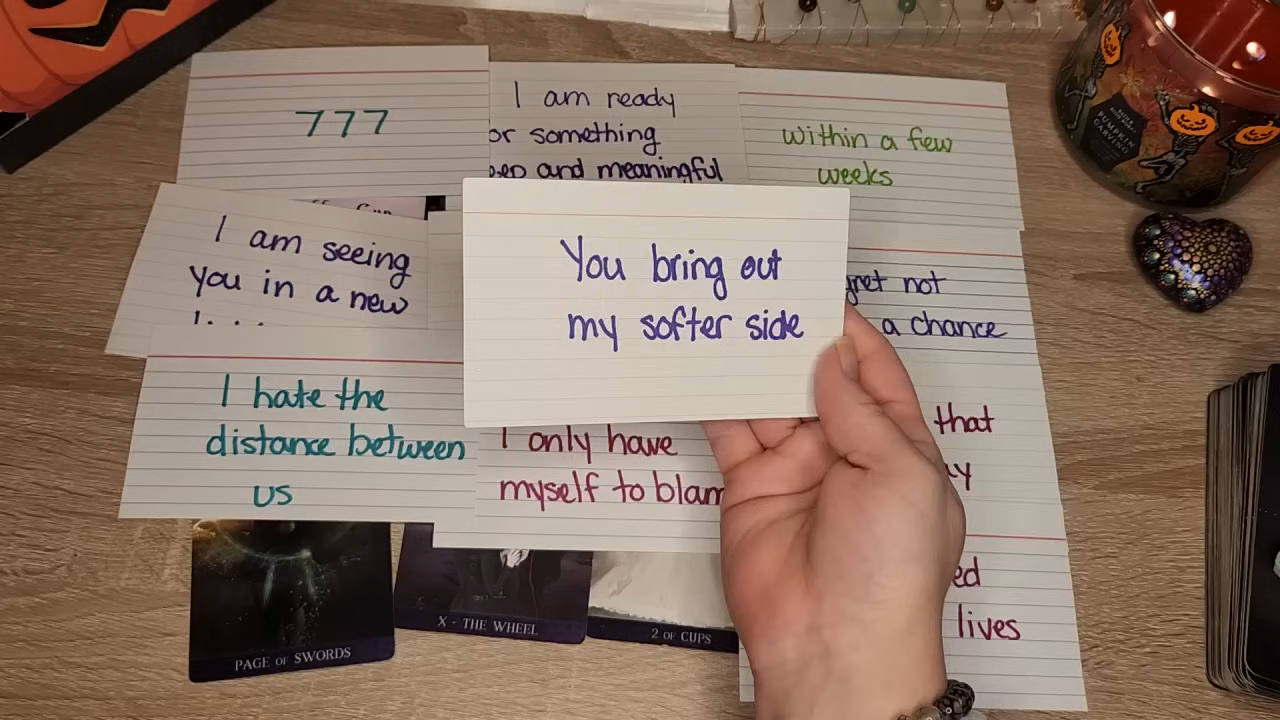 777
I am ready
or something
and meaningful
within a few
weeks
I am seeing
you in a new
You bring out
my softer side
not
a chance
I hate the
distance between
us
I only have
myself to blam
that
ed
lives
PAGE OF SWORDS
X - THE WHEEL
2 OF CUPS
PUMPKIN
CARVING